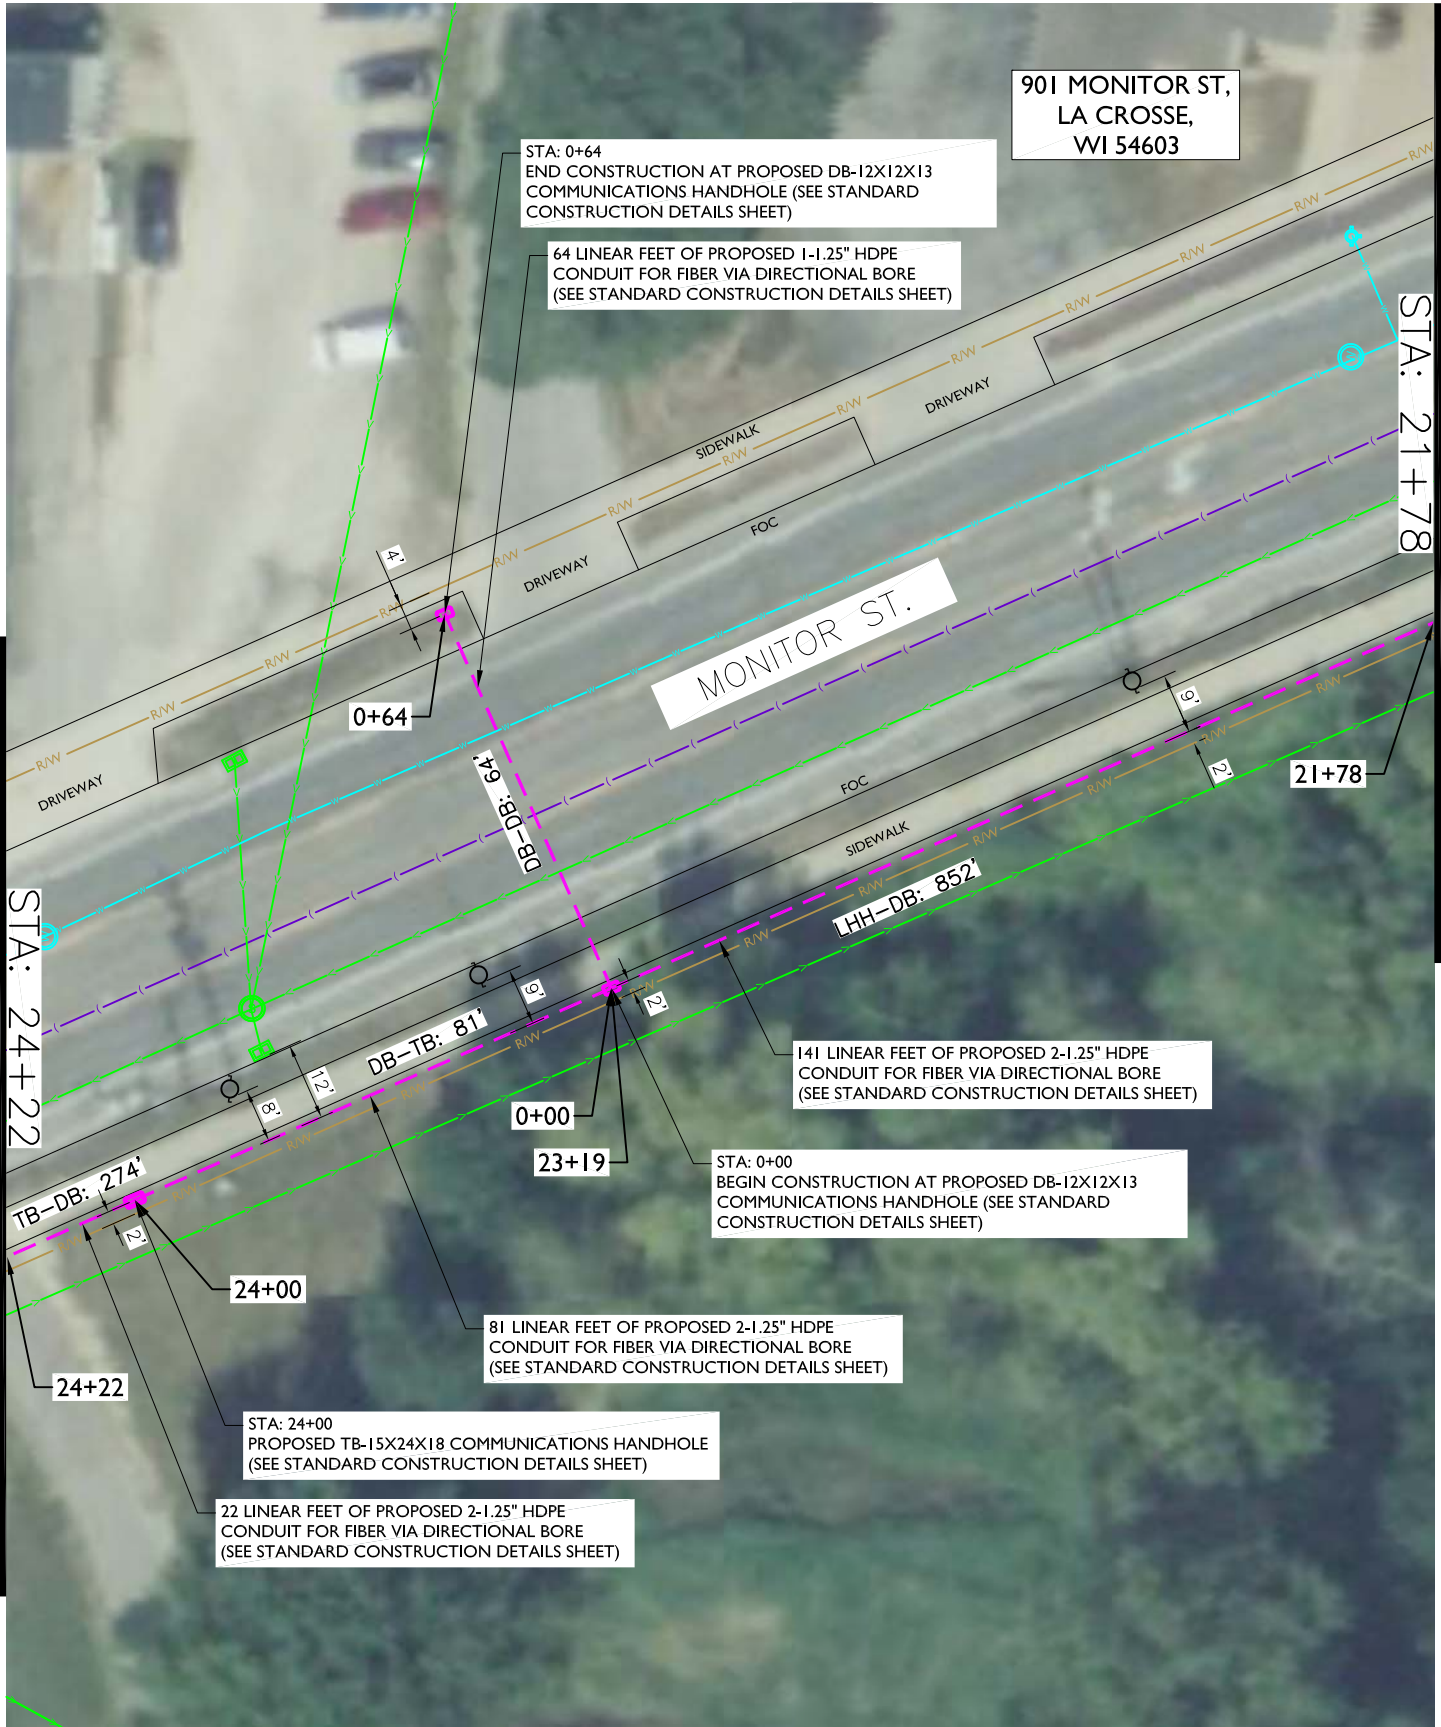 901 MONITOR ST,
LA CROSSE,
WI 54603
STA: 0+64
END CONSTRUCTION AT PROPOSED DB-12X12X13
COMMUNICATIONS HANDHOLE (SEE STANDARD
CONSTRUCTION DETAILS SHEET)
64 LINEAR FEET OF PROPOSED 1-1.25" HDPE
CONDUIT FOR FIBER VIA DIRECTIONAL BORE
(SEE STANDARD CONSTRUCTION DETAILS SHEET)
R/W
R/W
R/W
R/W
R/W
R/W
R/W
R/W
R/W
R/W
R/W
R/W
R/W
STA: 21+78
DRIVEWAY
SIDEWALK
FOC
DRIVEWAY
4'
MONITOR ST.
0+64
DB-DB: 64'
DRIVEWAY
9'
2'
21+78
FOC
SIDEWALK
R/W
R/W
R/W
R/W
R/W
R/W
R/W
R/W
R/W
R/W
R/W
R/W
LHH-DB: 852'
STA: 24+22
9'
2'
DB-TB: 81'
12'
8'
0+00
23+19
141 LINEAR FEET OF PROPOSED 2-1.25" HDPE
CONDUIT FOR FIBER VIA DIRECTIONAL BORE
(SEE STANDARD CONSTRUCTION DETAILS SHEET)
STA: 0+00
BEGIN CONSTRUCTION AT PROPOSED DB-12X12X13
COMMUNICATIONS HANDHOLE (SEE STANDARD
CONSTRUCTION DETAILS SHEET)
TB-DB: 274'
2'
24+00
81 LINEAR FEET OF PROPOSED 2-1.25" HDPE
CONDUIT FOR FIBER VIA DIRECTIONAL BORE
(SEE STANDARD CONSTRUCTION DETAILS SHEET)
24+22
STA: 24+00
PROPOSED TB-15X24X18 COMMUNICATIONS HANDHOLE
(SEE STANDARD CONSTRUCTION DETAILS SHEET)
22 LINEAR FEET OF PROPOSED 2-1.25" HDPE
CONDUIT FOR FIBER VIA DIRECTIONAL BORE
(SEE STANDARD CONSTRUCTION DETAILS SHEET)